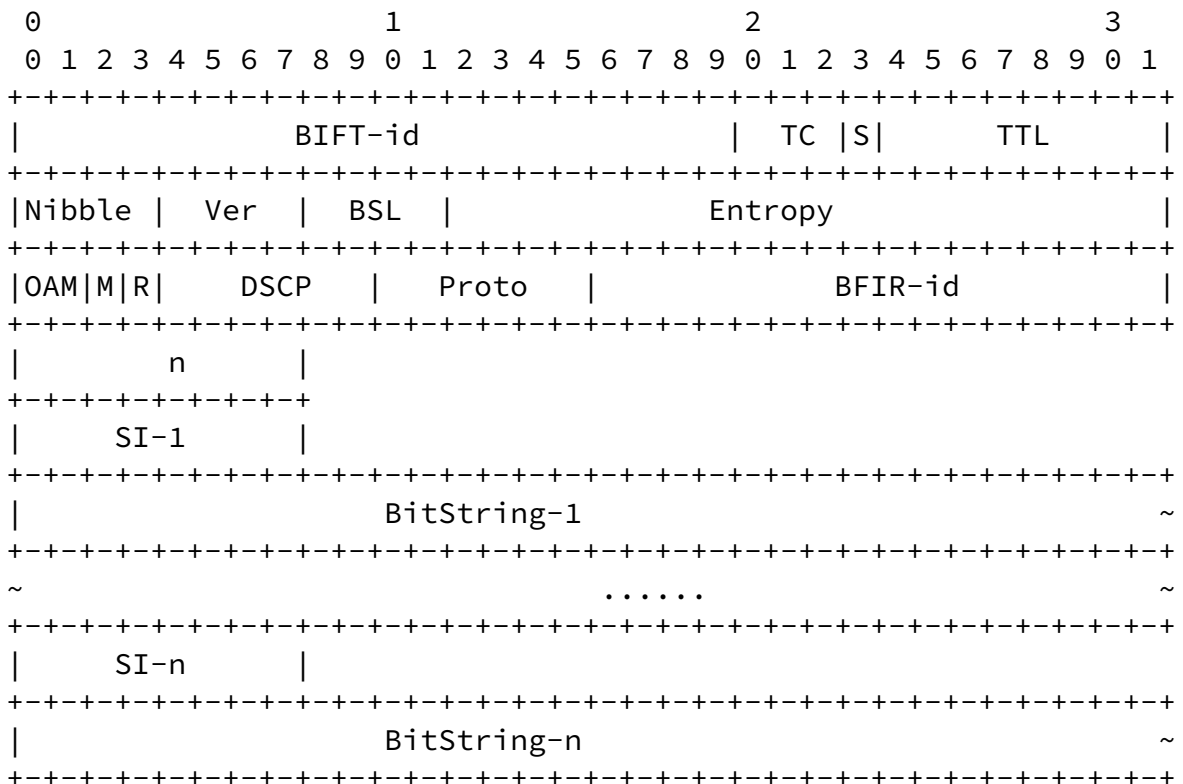 0                   1                   2                   3
 0 1 2 3 4 5 6 7 8 9 0 1 2 3 4 5 6 7 8 9 0 1 2 3 4 5 6 7 8 9 0 1
+-+-+-+-+-+-+-+-+-+-+-+-+-+-+-+-+-+-+-+-+-+-+-+-+-+-+-+-+-+-+-+-+
|               BIFT-id                 |  TC |S|      TTL      |
+-+-+-+-+-+-+-+-+-+-+-+-+-+-+-+-+-+-+-+-+-+-+-+-+-+-+-+-+-+-+-+-+
|Nibble |  Ver  |  BSL  |              Entropy                  |
+-+-+-+-+-+-+-+-+-+-+-+-+-+-+-+-+-+-+-+-+-+-+-+-+-+-+-+-+-+-+-+-+
|OAM|M|R|    DSCP   |   Proto   |             BFIR-id           |
+-+-+-+-+-+-+-+-+-+-+-+-+-+-+-+-+-+-+-+-+-+-+-+-+-+-+-+-+-+-+-+-+
|        n      |
+-+-+-+-+-+-+-+-+
|     SI-1      |
+-+-+-+-+-+-+-+-+-+-+-+-+-+-+-+-+-+-+-+-+-+-+-+-+-+-+-+-+-+-+-+-+
|                    BitString-1                                ~
+-+-+-+-+-+-+-+-+-+-+-+-+-+-+-+-+-+-+-+-+-+-+-+-+-+-+-+-+-+-+-+-+
~                                ......                         ~
+-+-+-+-+-+-+-+-+-+-+-+-+-+-+-+-+-+-+-+-+-+-+-+-+-+-+-+-+-+-+-+-+
|     SI-n      |
+-+-+-+-+-+-+-+-+-+-+-+-+-+-+-+-+-+-+-+-+-+-+-+-+-+-+-+-+-+-+-+-+
|                    BitString-n                                ~
+-+-+-+-+-+-+-+-+-+-+-+-+-+-+-+-+-+-+-+-+-+-+-+-+-+-+-+-+-+-+-+-+